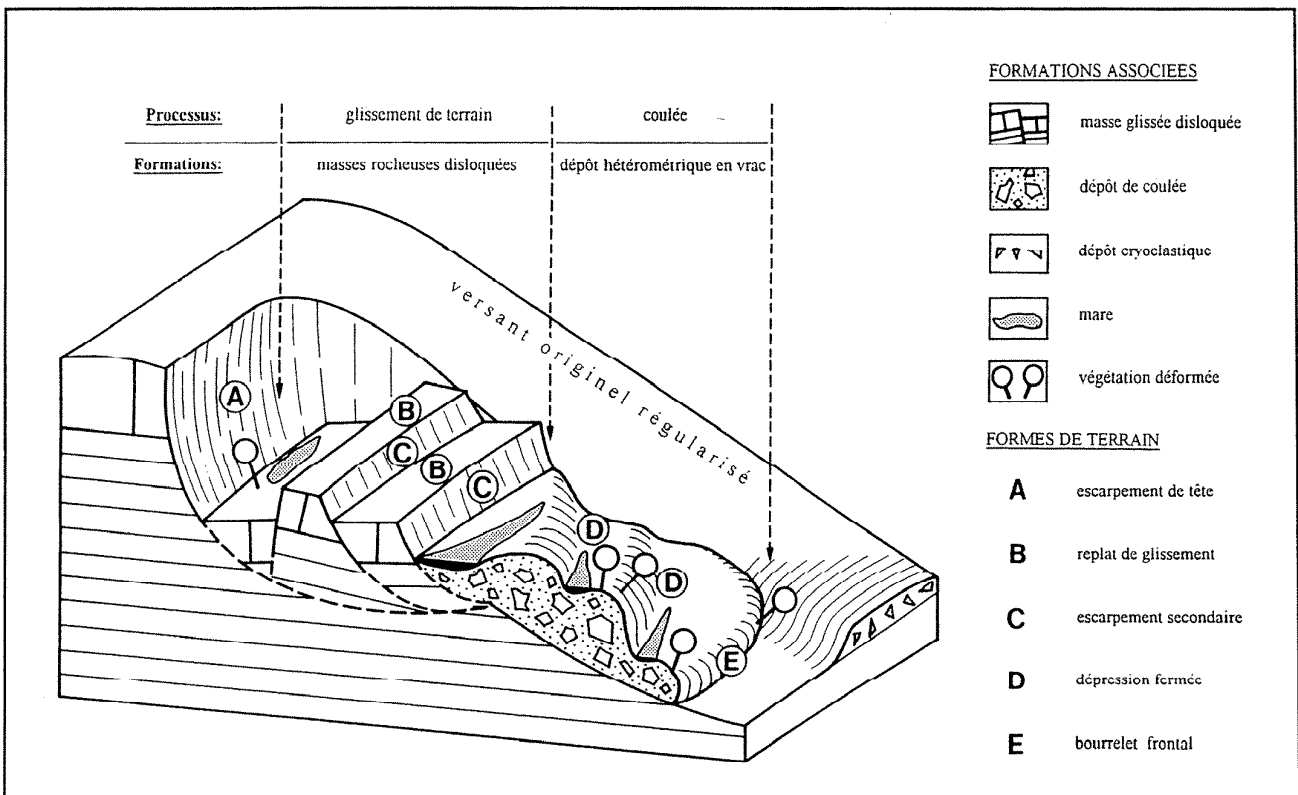 Processus: glissement de terrain coulée
Formations: masses rocheuses disloquées dépôt hétérométrique en vrac
versant originel régularisé
A
B
C
B
C
D
D
E
FORMATIONS ASSOCIEES
masse glissée disloquée
dépôt de coulée
dépôt cryoclastique
mare
végétation déformée
FORMES DE TERRAIN
A escarpement de tête
B replat de glissement
C escarpement secondaire
D dépression fermée
E bourrelet frontal